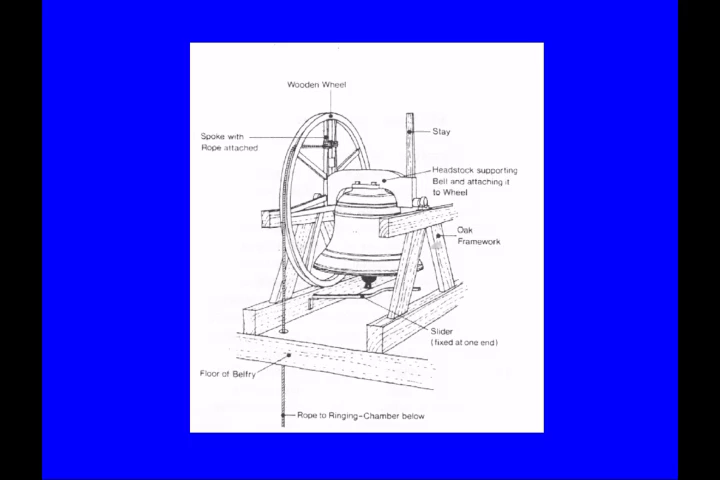 Wooden Wheel
Spoke with
Rope attached
Stay
Headstock supporting
Bell and attaching it
to Wheel
Oak
Framework
Slider
(fixed at one end)
Floor of Belfry
Rope to Ringing-Chamber below